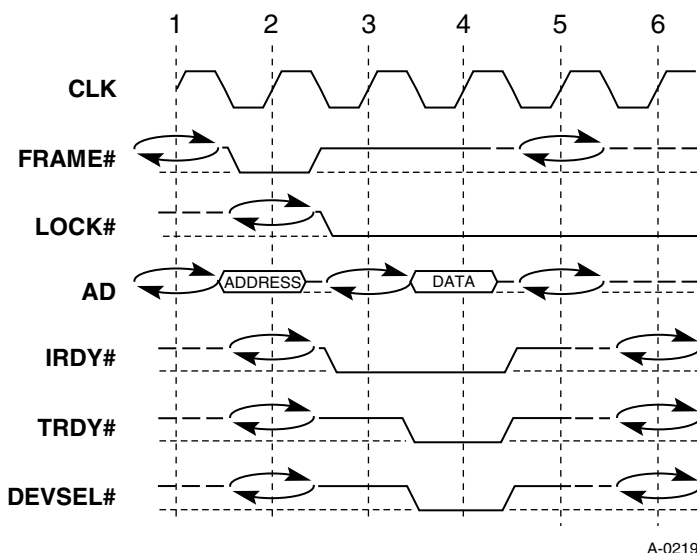 1 2 3 4 5 6
CLK
FRAME#
LOCK#
AD ADDRESS DATA
IRDY#
TRDY#
DEVSEL#
A-0219